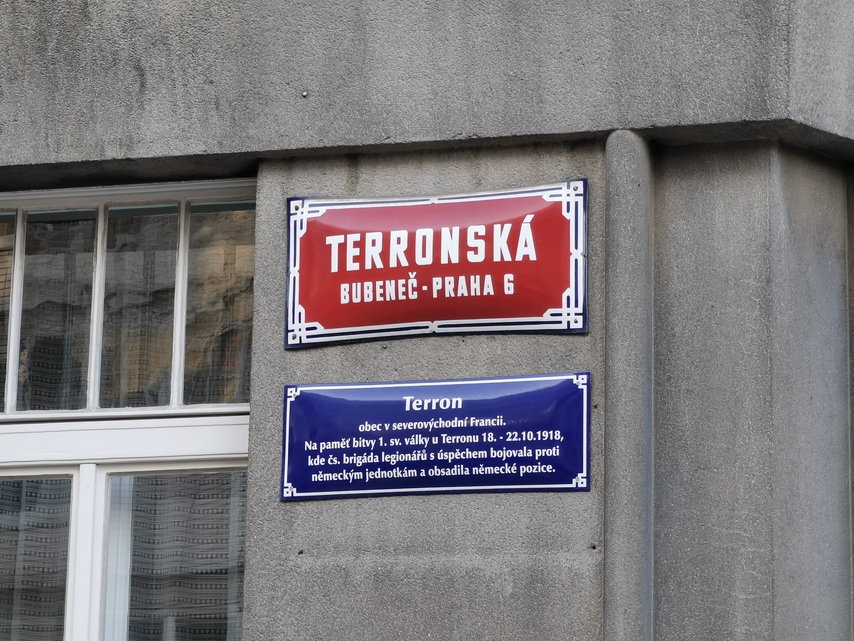 TERRONSKÁ
BUBENEČ - PRAHA 6
Terron
obec v severovýchodní Francii.
Na paměť bitvy 1. sv. války u Terronu 18. - 22.10.1918,
kde čs. brigáda legionářů s úspěchem bojovala proti
německým jednotkám a obsadila německé pozice.